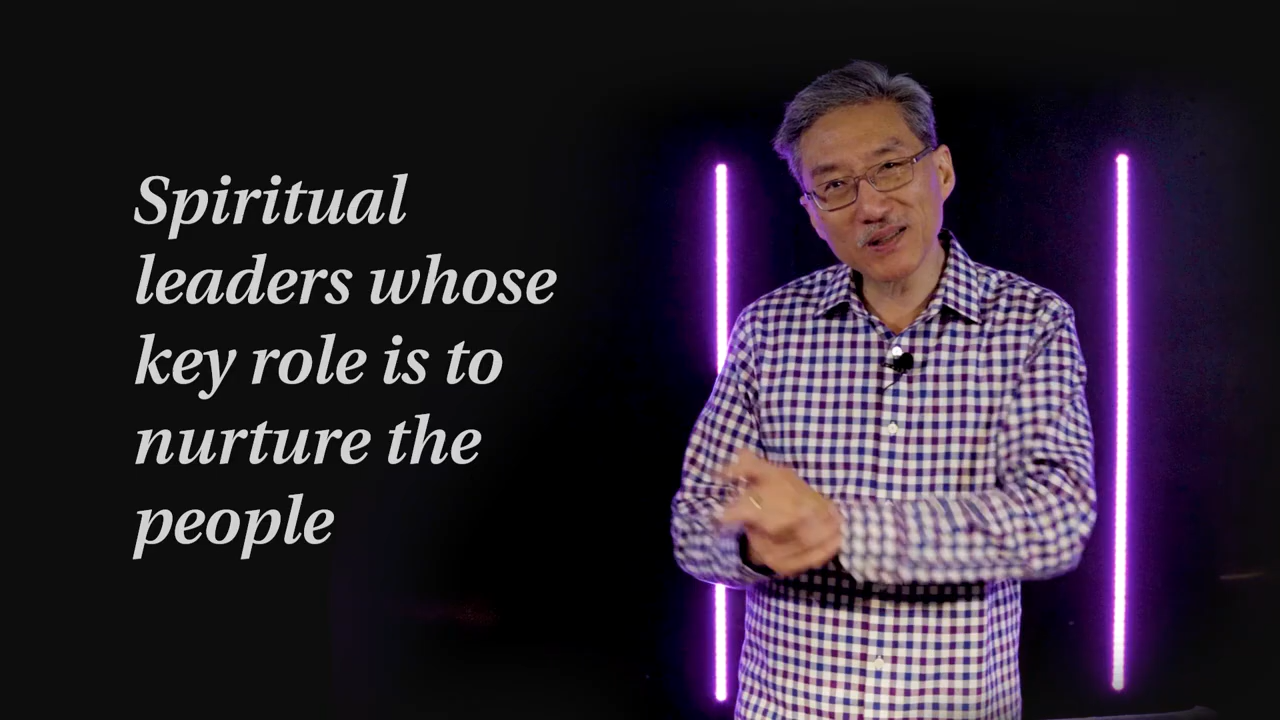 Spiritual
leaders whose
key role is to
nurture the
people